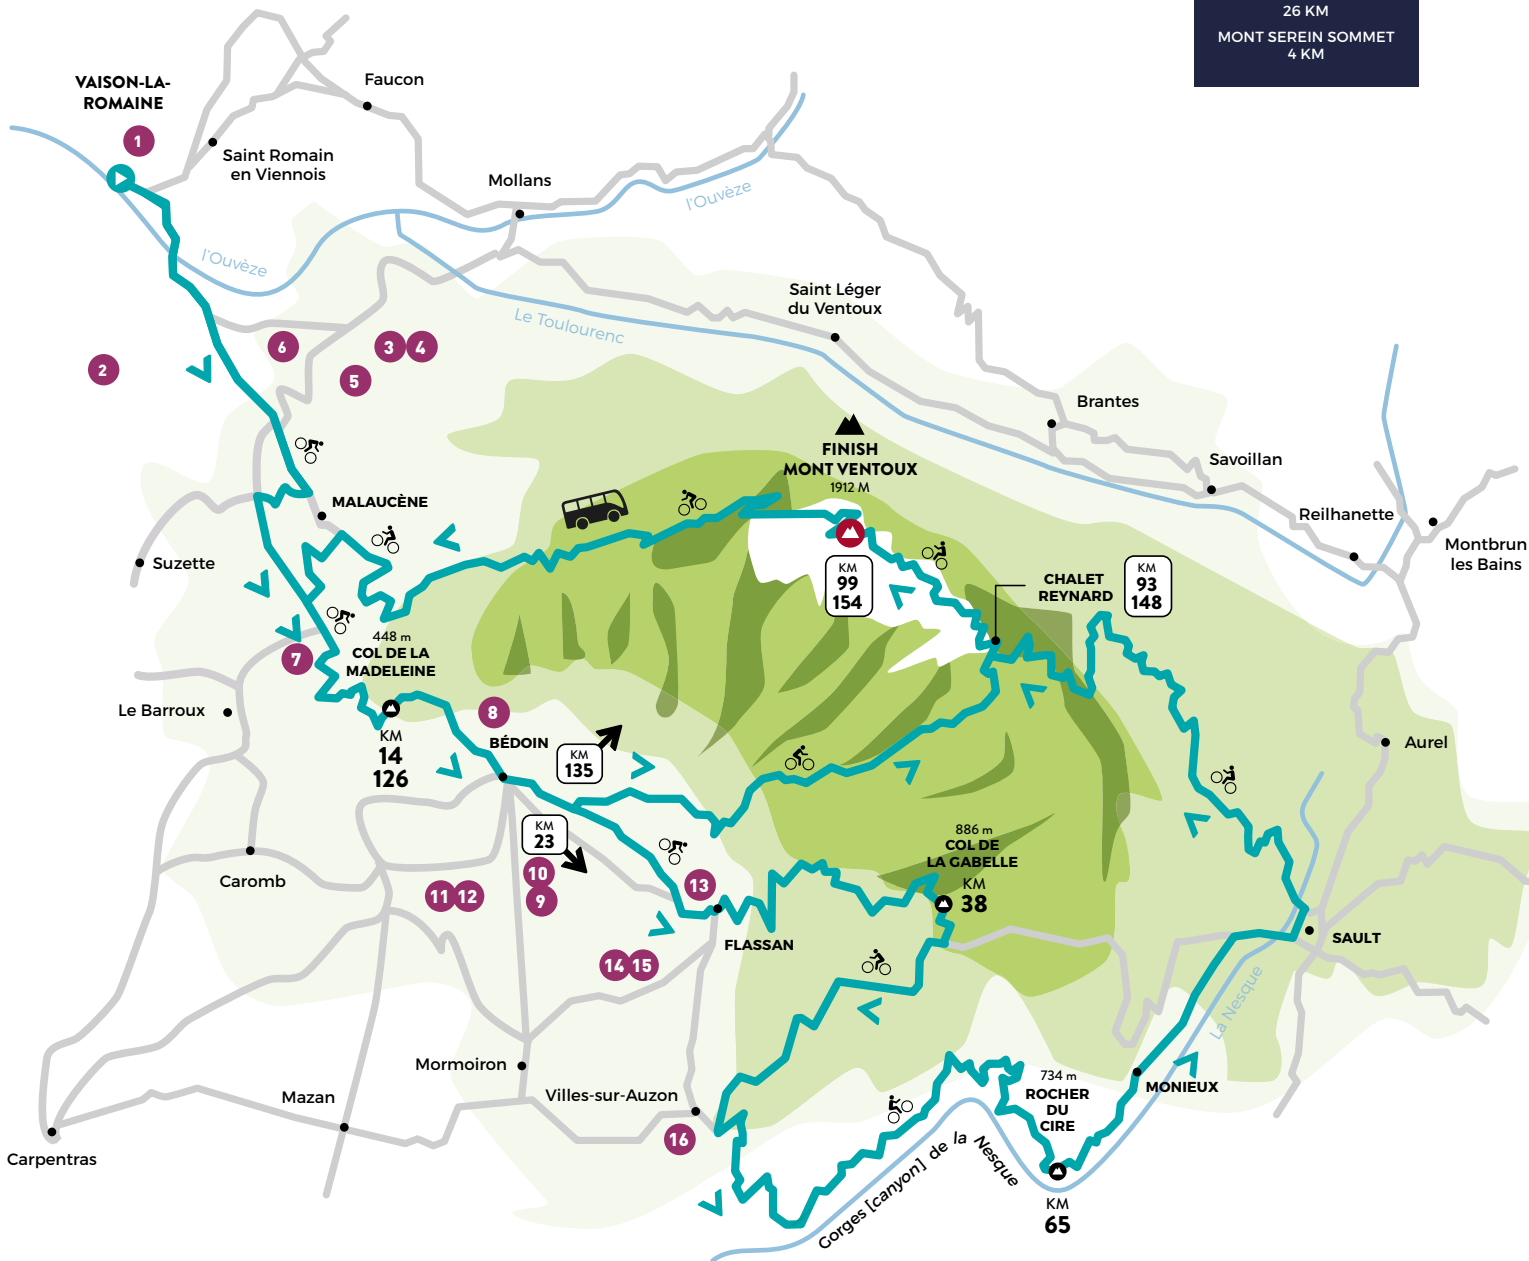 26 KM
MONT SEREIN SOMMET
4 KM
VAISON-LA-
ROMAINE
1
Faucon
Saint Romain
en Viennois
Mollans
l'Ouvèze
l'Ouvèze
Saint Léger
du Ventoux
Le Toulourenc
2
6
3
4
5
Brantes
FINISH
MONT VENTOUX
1912 M
Savoillan
MALAUCÈNE
Reilhanette
Montbrun
les Bains
Suzette
KM
99
154
CHALET
REYNARD
KM
93
148
448 m
COL DE LA
MADELEINE
7
Le Barroux
8
KM
14
126
BÉDOIN
KM
135
Aurel
KM
23
886 m
COL DE
LA GABELLE
KM
38
Caromb
10
9
11
12
13
FLASSAN
SAULT
14
15
La Nesque
Mormoiron
Villes-sur-Auzon
734 m
ROCHER
DU
CIRE
MONIEUX
Mazan
16
Carpentras
Gorges [canyon] de la Nesque
KM
65